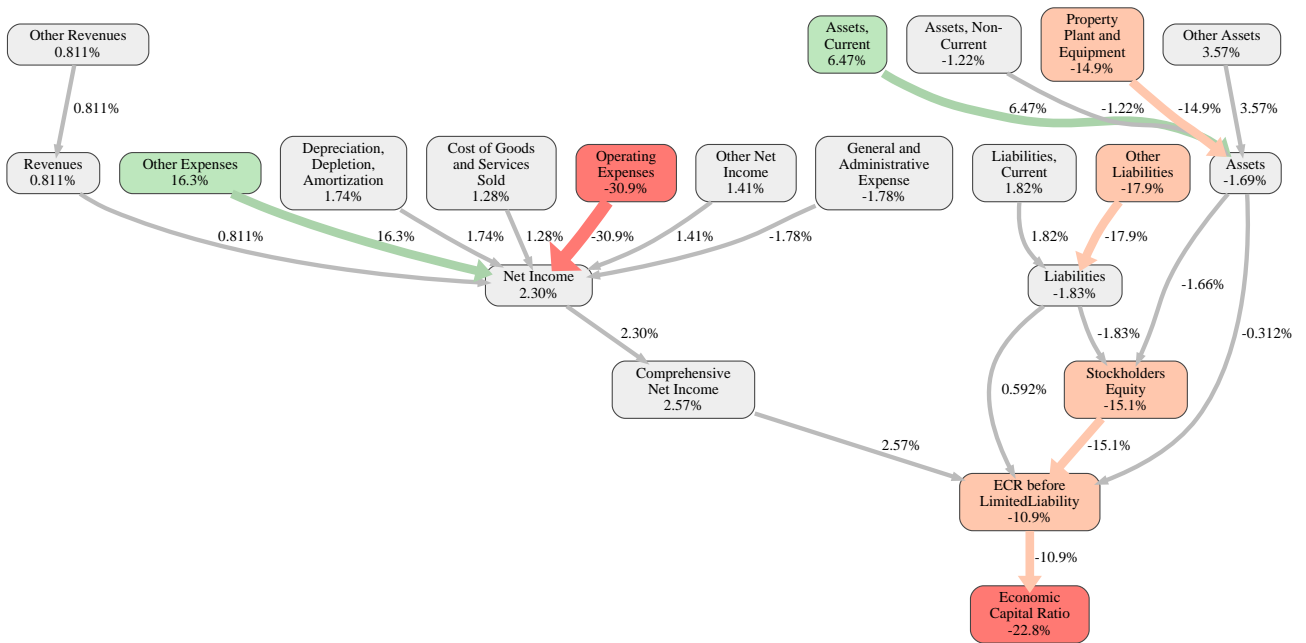 Other Revenues
0.811%
Assets,
Current
6.47%
Assets, Non-
Current
-1.22%
Property
Plant and
Equipment
-14.9%
Other Assets
3.57%
0.811%
6.47%
-1.22%
-14.9%
3.57%
Revenues
0.811%
Other Expenses
16.3%
Depreciation,
Depletion,
Amortization
1.74%
Cost of Goods
and Services
Sold
1.28%
Operating
Expenses
-30.9%
Other Net
Income
1.41%
General and
Administrative
Expense
-1.78%
Liabilities,
Current
1.82%
Other
Liabilities
-17.9%
Assets
-1.69%
0.811%
16.3%
1.74%
1.28%
-30.9%
1.41%
-1.78%
1.82%
-17.9%
Net Income
2.30%
Liabilities
-1.83%
-1.66%
2.30%
-1.83%
-0.312%
Comprehensive
Net Income
2.57%
0.592%
Stockholders
Equity
-15.1%
2.57%
-15.1%
ECR before
LimitedLiability
-10.9%
-10.9%
Economic
Capital Ratio
-22.8%